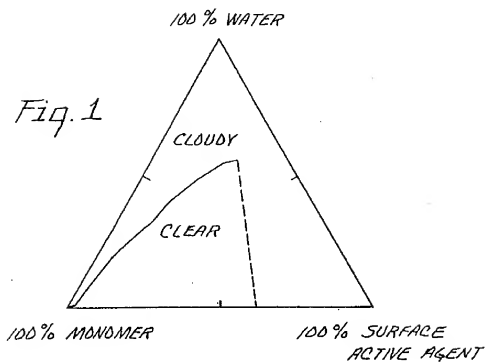 100% WATER
Fig. 1
CLOUDY
CLEAR
100% MONOMER
100% SURFACE
ACTIVE AGENT